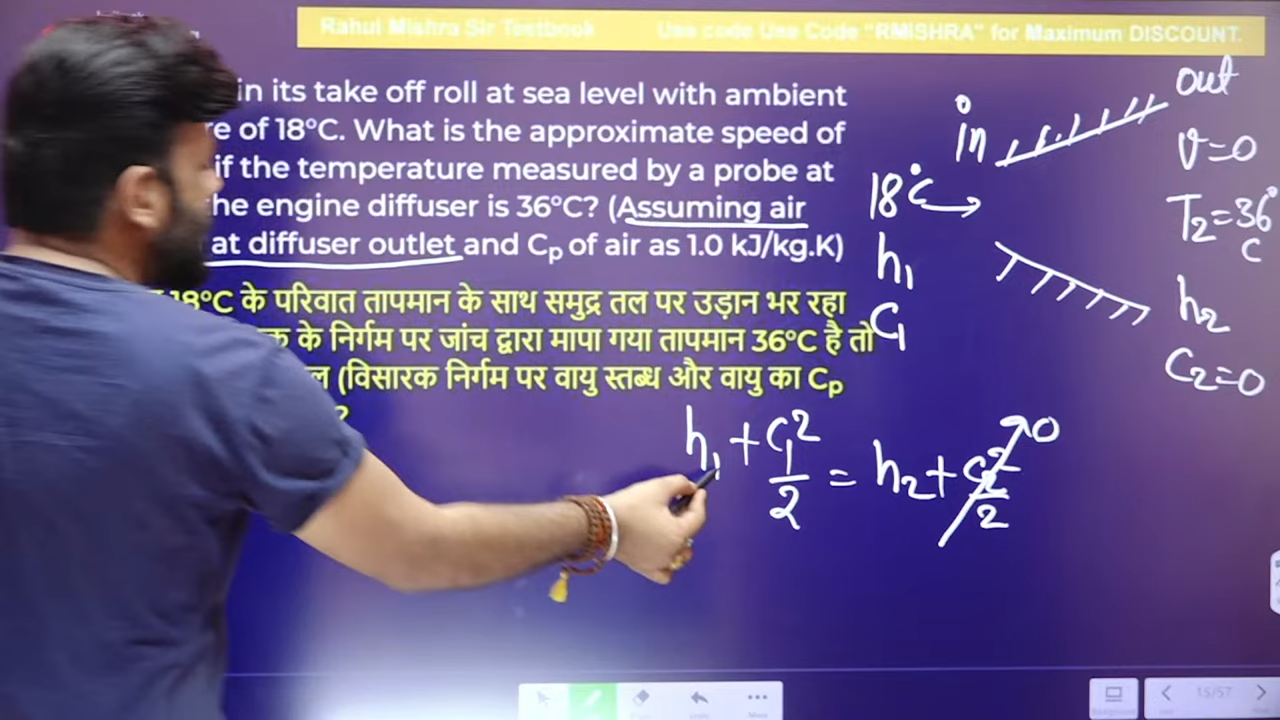 Rahul Mishra Sir Testbook Use code Use Code "RMISHRA" for Maximum DISCOUNT.
in its take off roll at sea level with ambient
re of 18°C. What is the approximate speed of
if the temperature measured by a probe at
he engine diffuser is 36°C? (Assuming air
at diffuser outlet and Cp of air as 1.0 kJ/kg.K)
18°C के परिवात तापमान के साथ समुद्र तल पर उड़ान भर रहा
क के निर्गम पर जांच द्वारा मापा गया तापमान 36°C है तो
ल (विसारक निर्गम पर वायु स्तब्ध और वायु का Cp
?
in
out
18°C →
h1
C1
V=0
T2=36°C
h2
C2=0
h1 + C1²/2 = h2 + C2²/2 → 0
15/57